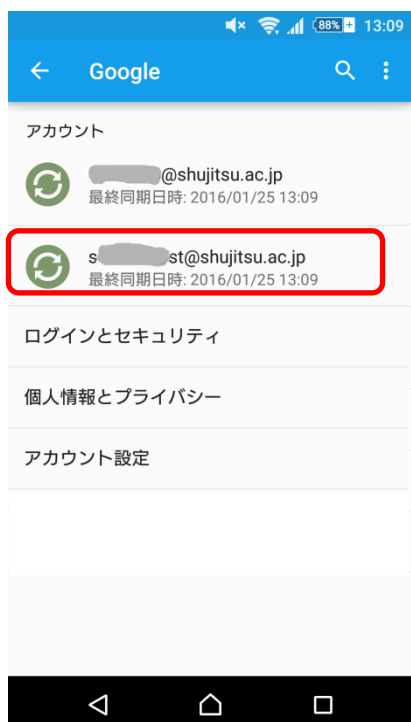 88% 13:09
Google
アカウント
@shujitsu.ac.jp
最終同期日時: 2016/01/25 13:09
s st@shujitsu.ac.jp
最終同期日時: 2016/01/25 13:09
ログインとセキュリティ
個人情報とプライバシー
アカウント設定